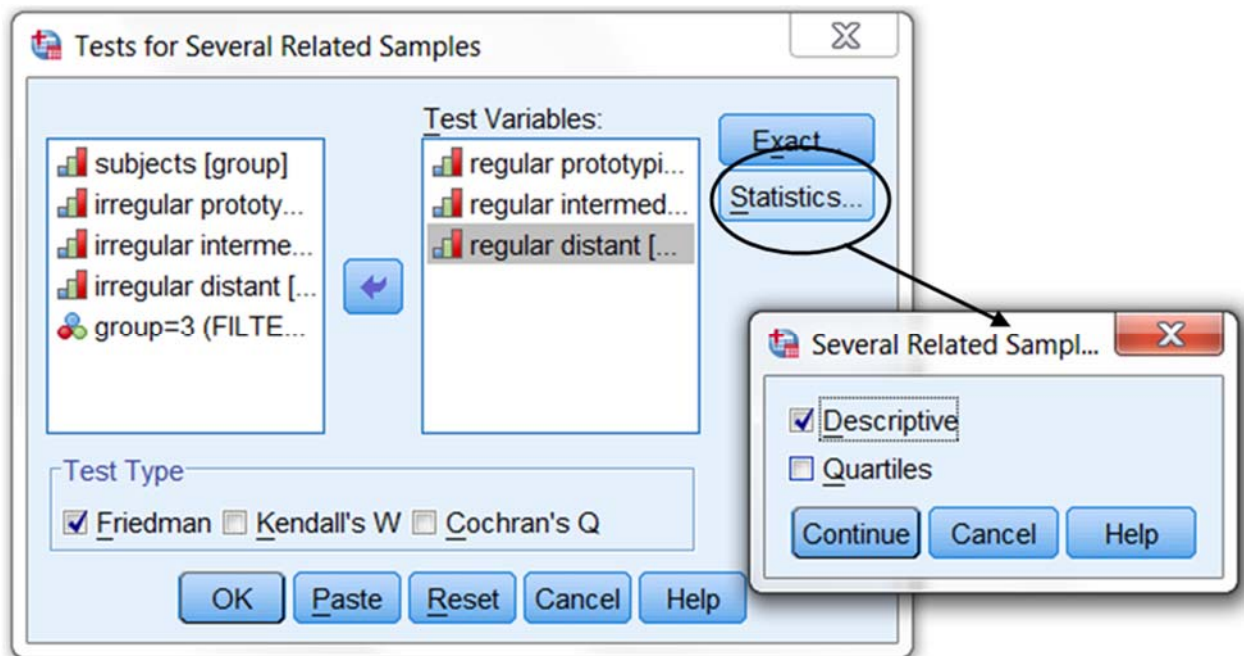 Tests for Several Related Samples
Test Variables:
subjects [group]
irregular prototy...
irregular interme...
irregular distant [...
group=3 (FILTE...
regular prototypi...
regular intermed...
regular distant [...
Exact...
Statistics...
Test Type
Friedman Kendall's W Cochran's Q
OK Paste Reset Cancel Help
Several Related Sampl...
Descriptive
Quartiles
Continue Cancel Help